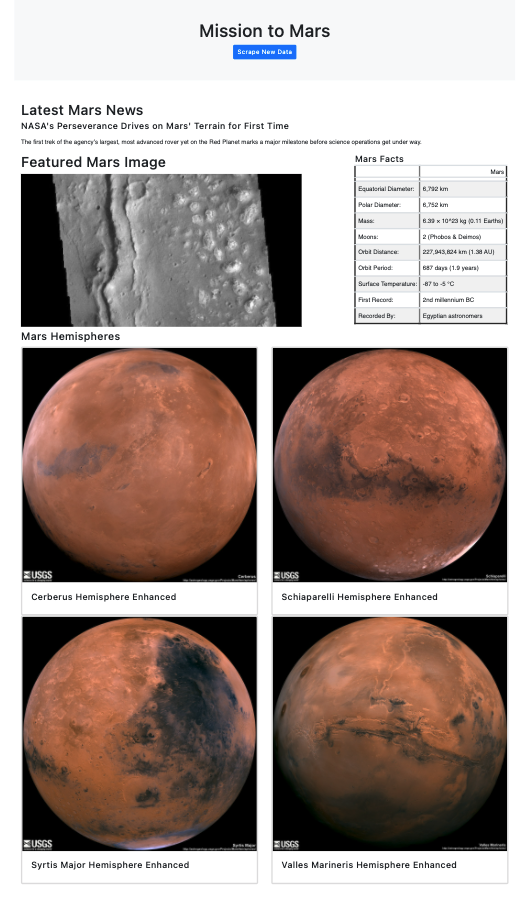 Mission to Mars
Scrape New Data
Latest Mars News
NASA's Perseverance Drives on Mars' Terrain for First Time
The first trek of the agency's largest, most advanced rover yet on the Red Planet marks a major milestone before science operations get under way.
Featured Mars Image
Mars Facts
Mars
Equatorial Diameter: 6,792 km
Polar Diameter: 6,752 km
Mass: 6.39 × 10^23 kg (0.11 Earths)
Moons: 2 (Phobos & Deimos)
Orbit Distance: 227,943,824 km (1.38 AU)
Orbit Period: 687 days (1.9 years)
Surface Temperature: -87 to -5 °C
First Record: 2nd millennium BC
Recorded By: Egyptian astronomers
Mars Hemispheres
USGS
Cerberus
USGS
Schiaparelli
Cerberus Hemisphere Enhanced
Schiaparelli Hemisphere Enhanced
USGS
Syrtis Major
USGS
Valles Marineris
Syrtis Major Hemisphere Enhanced
Valles Marineris Hemisphere Enhanced